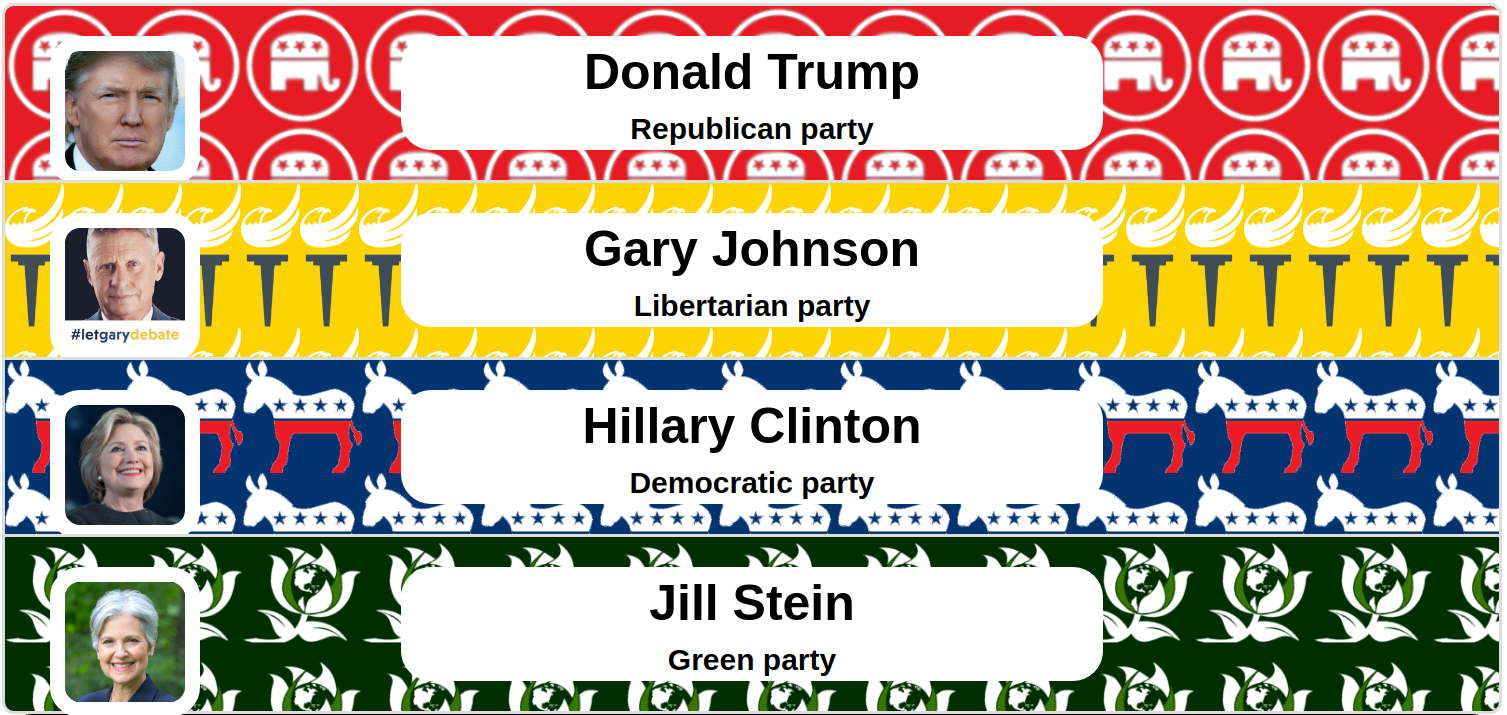 Donald Trump
Republican party
Gary Johnson
Libertarian party
#letgarydebate
Hillary Clinton
Democratic party
Jill Stein
Green party